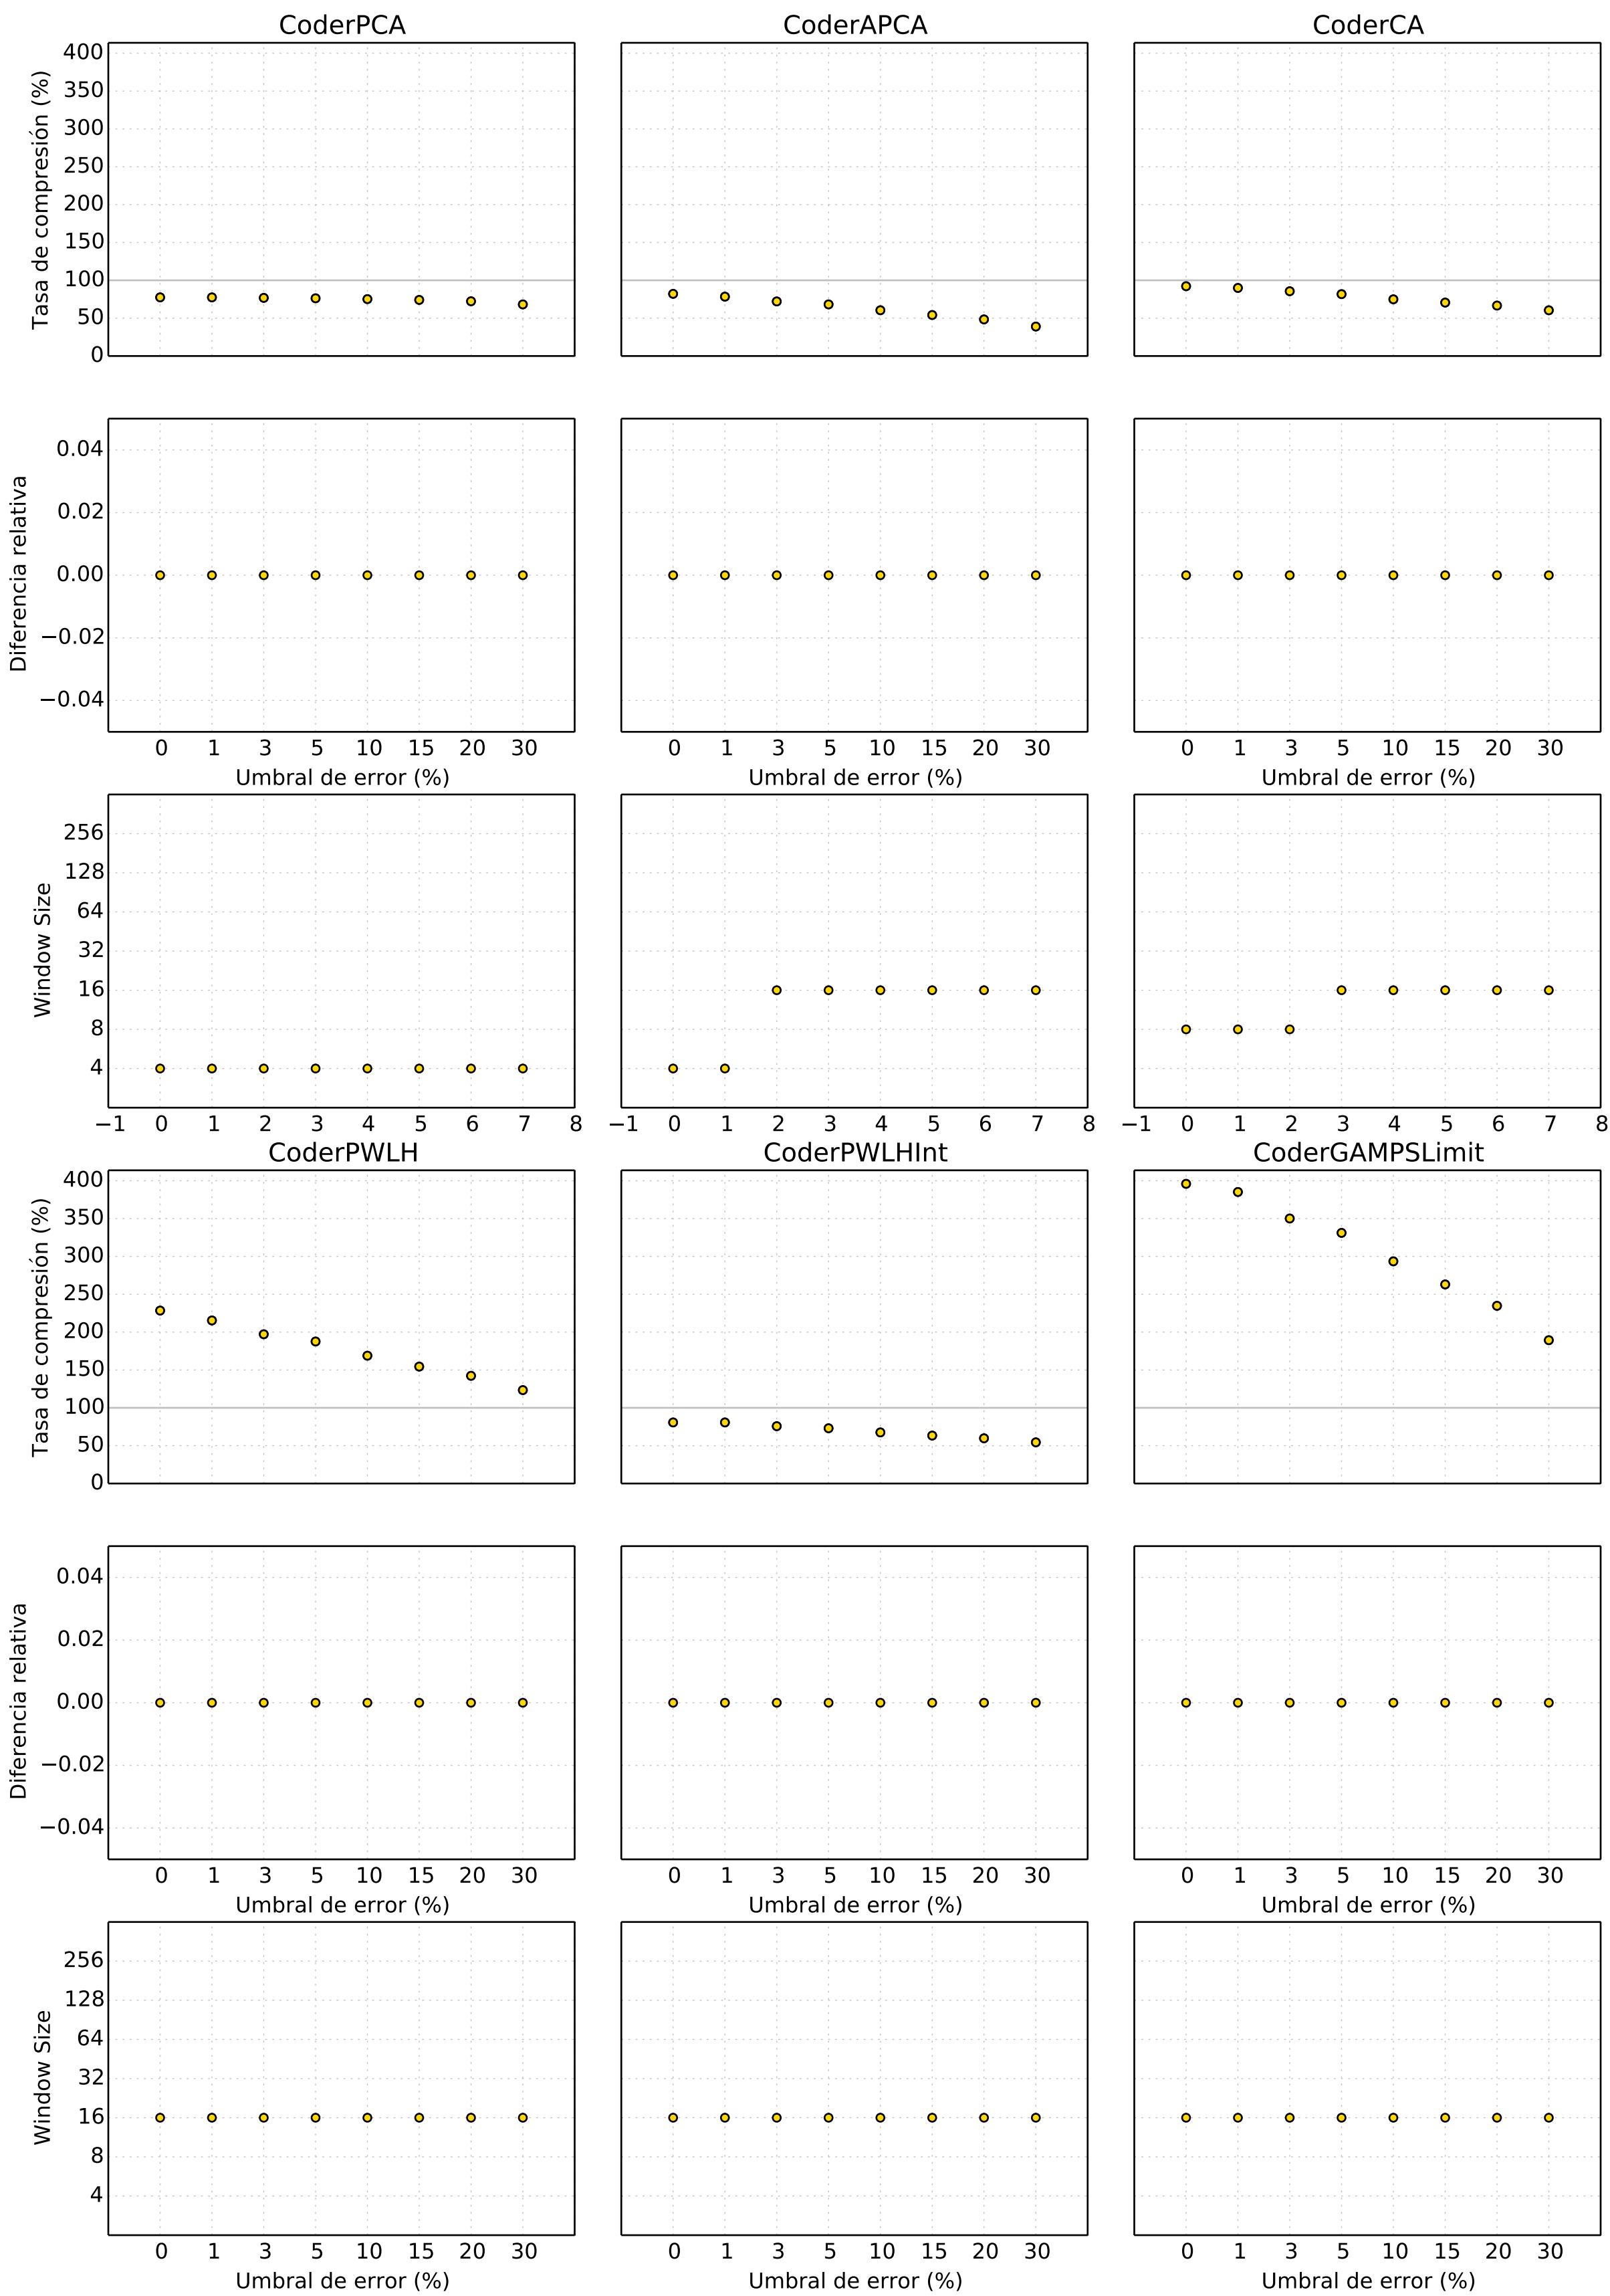 CoderPCA CoderAPCA CoderCA
Tasa de compresión (%)
400
350
300
250
200
150
100
50
0
Diferencia relativa
0.04
0.02
0.00
−0.02
−0.04
0 1 3 5 10 15 20 30
Umbral de error (%)
0 1 3 5 10 15 20 30
Umbral de error (%)
0 1 3 5 10 15 20 30
Umbral de error (%)
Window Size
256
128
64
32
16
8
4
−1 0 1 2 3 4 5 6 7 8
−1 0 1 2 3 4 5 6 7 8
−1 0 1 2 3 4 5 6 7 8
CoderPWLH CoderPWLHInt CoderGAMPSLimit
Tasa de compresión (%)
400
350
300
250
200
150
100
50
0
Diferencia relativa
0.04
0.02
0.00
−0.02
−0.04
0 1 3 5 10 15 20 30
Umbral de error (%)
0 1 3 5 10 15 20 30
Umbral de error (%)
0 1 3 5 10 15 20 30
Umbral de error (%)
Window Size
256
128
64
32
16
8
4
0 1 3 5 10 15 20 30
Umbral de error (%)
0 1 3 5 10 15 20 30
Umbral de error (%)
0 1 3 5 10 15 20 30
Umbral de error (%)